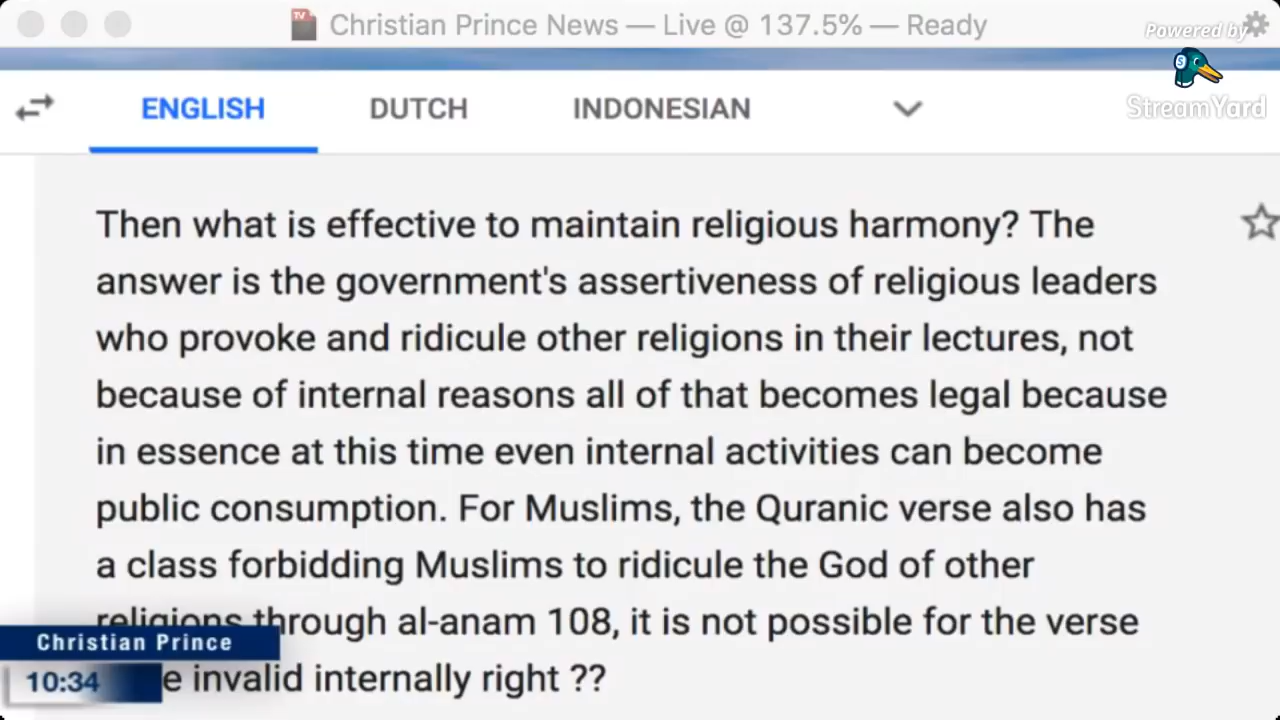 Christian Prince News — Live @ 137.5% — Ready
Powered by
StreamYard
ENGLISH DUTCH INDONESIAN
Then what is effective to maintain religious harmony? The
answer is the government's assertiveness of religious leaders
who provoke and ridicule other religions in their lectures, not
because of internal reasons all of that becomes legal because
in essence at this time even internal activities can become
public consumption. For Muslims, the Quranic verse also has
a class forbidding Muslims to ridicule the God of other
religions through al-anam 108, it is not possible for the verse
invalid internally right ??
Christian Prince
10:34